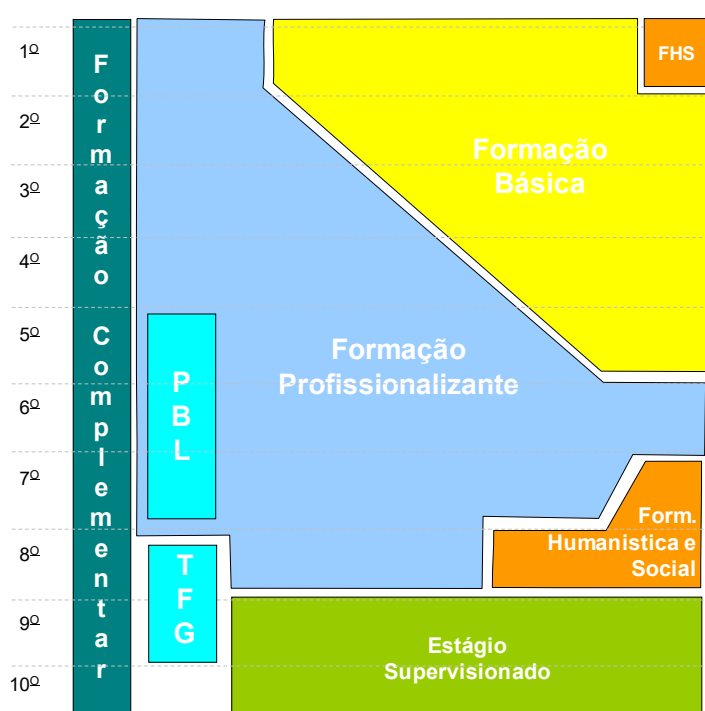 1º
2º
3º
4º
5º
6º
7º
8º
9º
10º
Formação Complementar
FHS
Formação
Básica
Formação
Profissionalizante
PBL
TFG
Form.
Humanistica e
Social
Estágio
Supervisionado